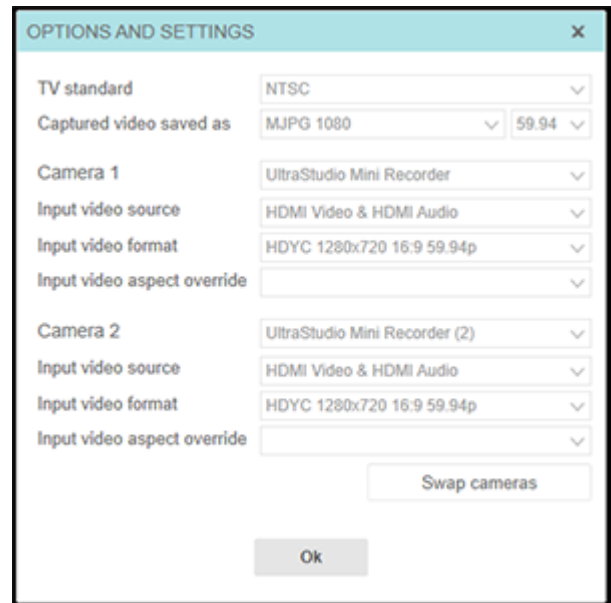 OPTIONS AND SETTINGS ×
TV standard NTSC
Captured video saved as MJPG 1080 59.94
Camera 1 UltraStudio Mini Recorder
Input video source HDMI Video & HDMI Audio
Input video format HDYC 1280x720 16:9 59.94p
Input video aspect override
Camera 2 UltraStudio Mini Recorder (2)
Input video source HDMI Video & HDMI Audio
Input video format HDYC 1280x720 16:9 59.94p
Input video aspect override
Swap cameras
Ok